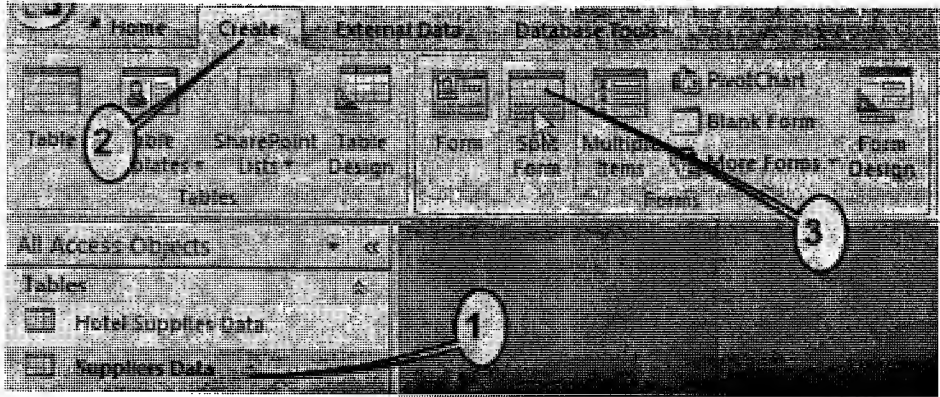 Home Create External Data Database Tools
Table SharePoint Lists Table Design
Tables
Form Split Form Multiple Items
PivotChart
Blank Form
More Forms
Form Design
Forms
2
3
All Access Objects
Tables
Hotel Supplies Data
Suppliers Data
1